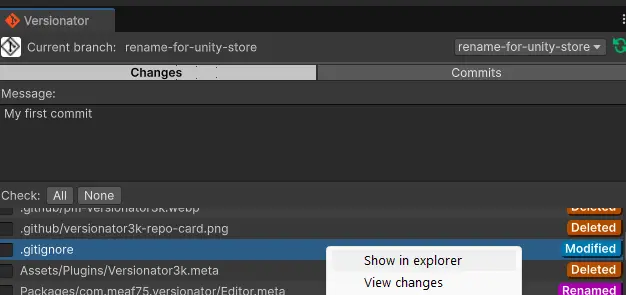 Versionator
Current branch: rename-for-unity-store rename-for-unity-store
Changes Commits
Message:
My first commit
Check: All None
.github/pm-versionator3k.webp Deleted
.github/versionator3k-repo-card.png Deleted
.gitignore Modified
Show in explorer
Assets/Plugins/Versionator3k.meta Deleted
View changes
Packages/com.meaf75.versionator/Editor.meta Renamed